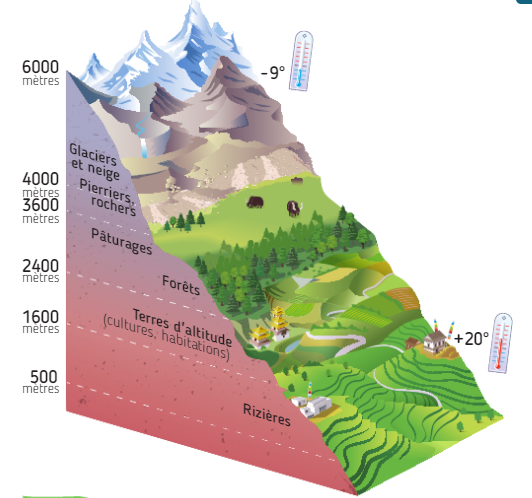 6000
mètres
-9°
Glaciers
et neige
4000
mètres
Pierriers,
rochers
3600
mètres
Pâturages
2400
mètres
Forêts
1600
mètres
Terres d'altitude
(cultures, habitations)
+20°
500
mètres
Rizières